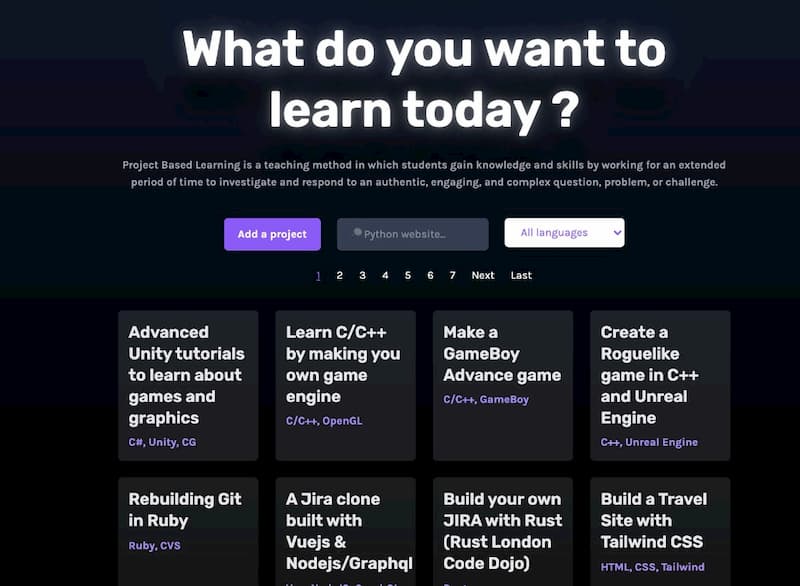 What do you want to
learn today ?
Project Based Learning is a teaching method in which students gain knowledge and skills by working for an extended
period of time to investigate and respond to an authentic, engaging, and complex question, problem, or challenge.
Add a project
Python website...
All languages
1 2 3 4 5 6 7 Next Last
Advanced
Unity tutorials
to learn about
games and
graphics
C#, Unity, CG
Learn C/C++
by making you
own game
engine
C/C++, OpenGL
Make a
GameBoy
Advance game
C/C++, GameBoy
Create a
Roguelike
game in C++
and Unreal
Engine
C++, Unreal Engine
Rebuilding Git
in Ruby
Ruby, CVS
A Jira clone
built with
Vuejs &
Nodejs/Graphql
Build your own
JIRA with Rust
(Rust London
Code Dojo)
Build a Travel
Site with
Tailwind CSS
HTML, CSS, Tailwind